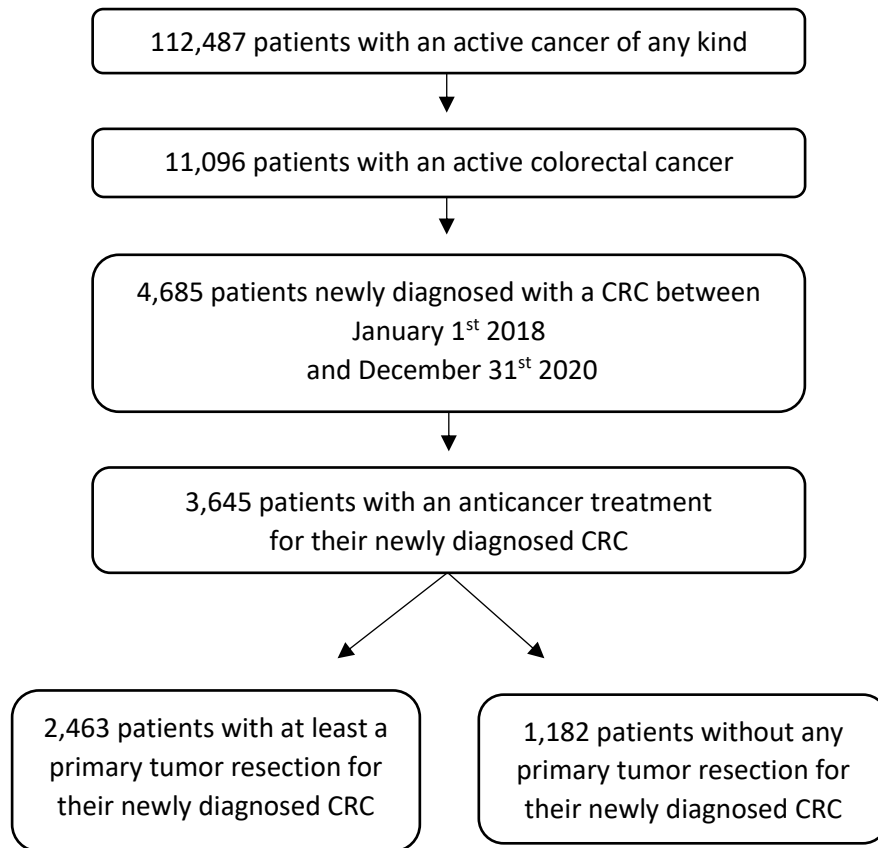 112,487 patients with an active cancer of any kind
11,096 patients with an active colorectal cancer
4,685 patients newly diagnosed with a CRC between
January 1st 2018
and December 31st 2020
3,645 patients with an anticancer treatment
for their newly diagnosed CRC
2,463 patients with at least a
primary tumor resection for
their newly diagnosed CRC
1,182 patients without any
primary tumor resection for
their newly diagnosed CRC